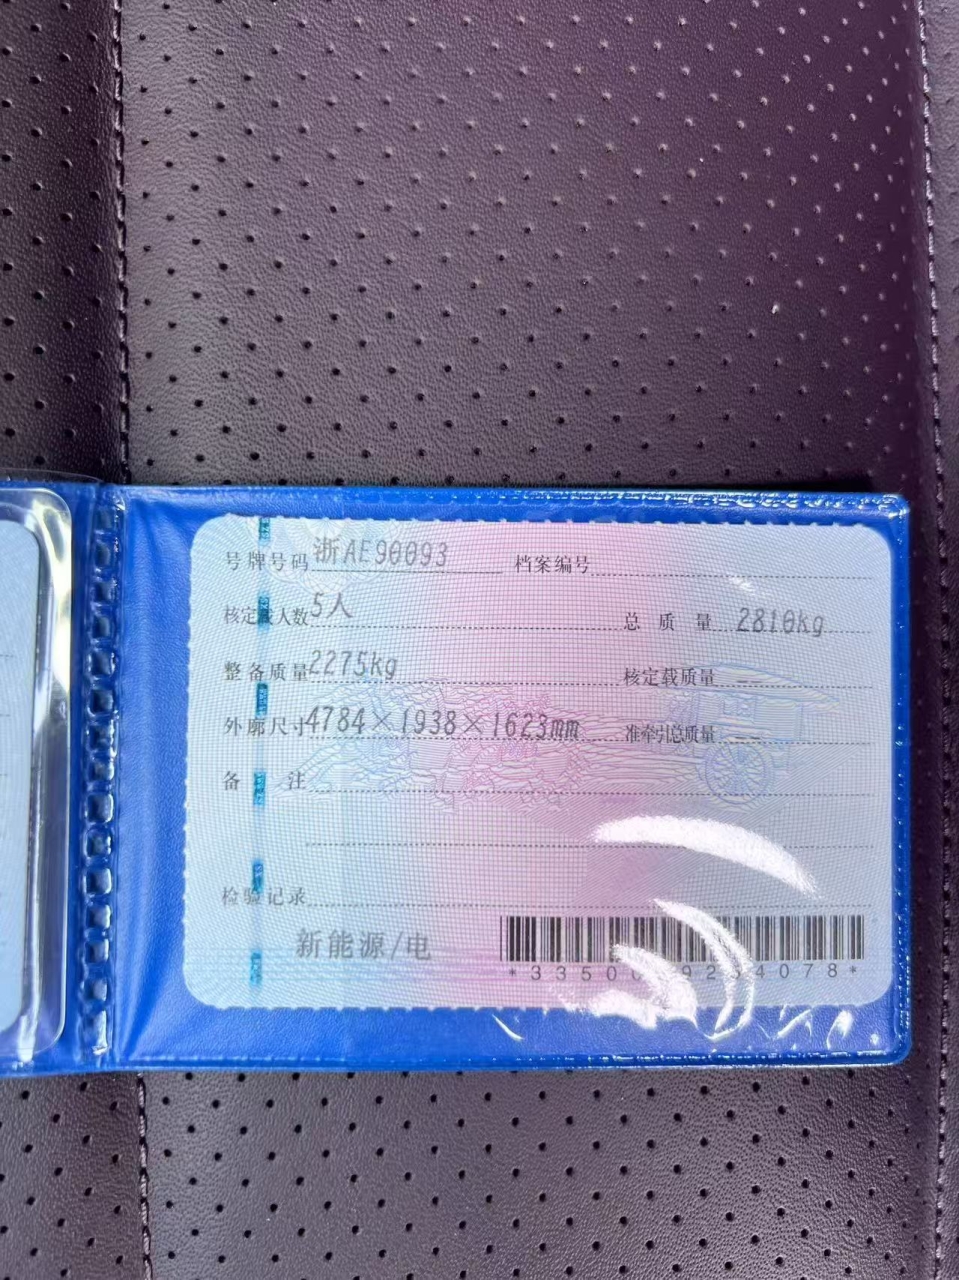 号牌号码 浙AE90093 档案编号
核定载人数 5人 总质量 2810kg
整备质量 2275kg 核定载质量 --
外廓尺寸 4784×1938×1623mm 准牵引总质量 --
备注
检验记录
新能源/电